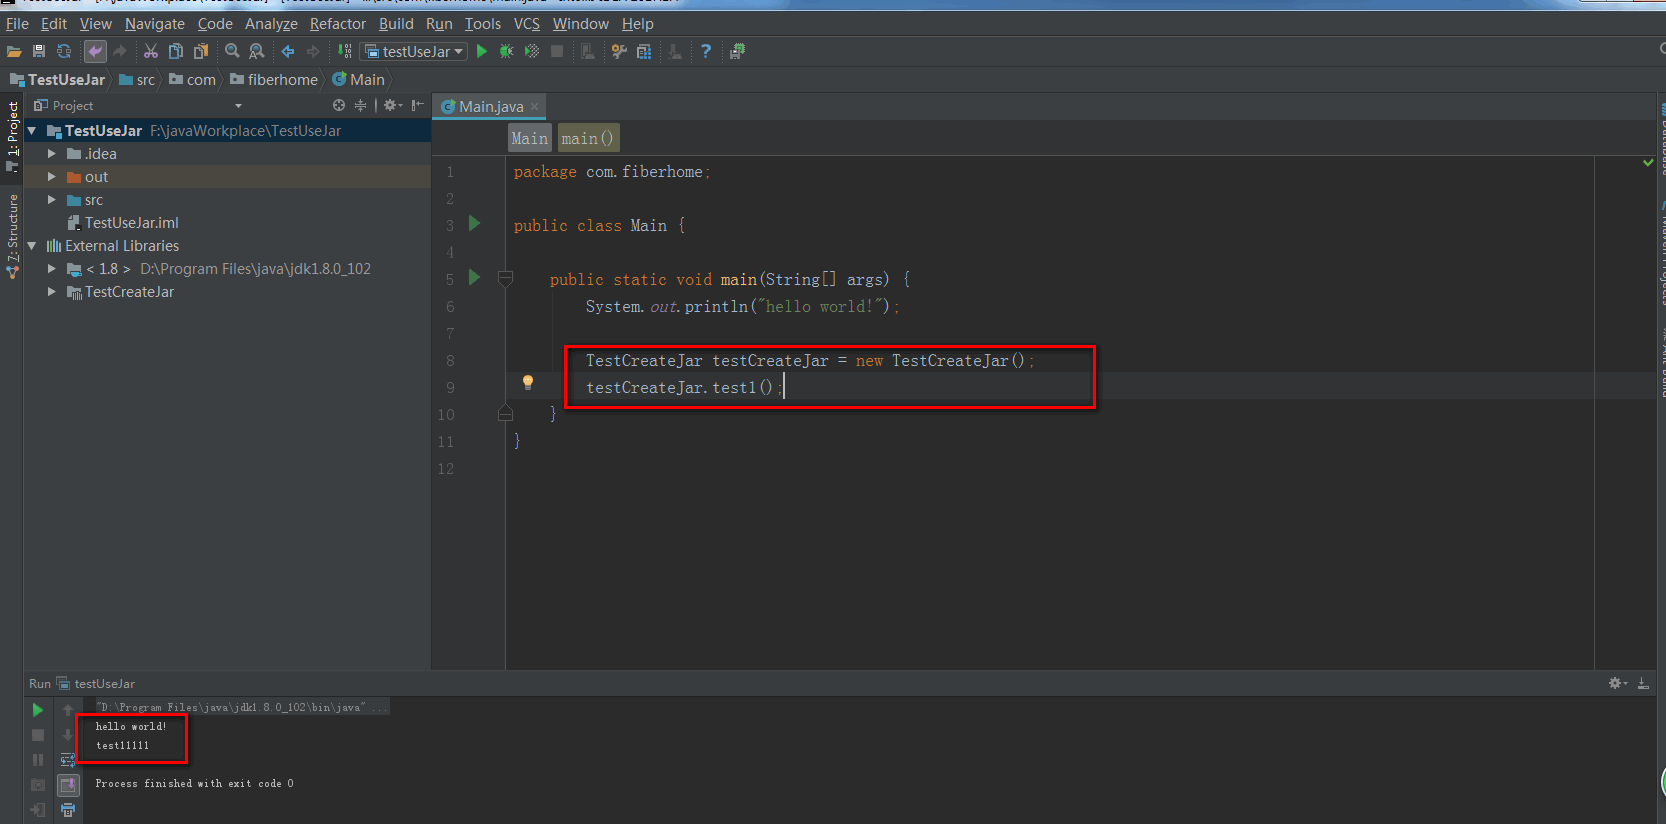 File Edit View Navigate Code Analyze Refactor Build Run Tools VCS Window Help
testUseJar
TestUseJar src com fiberhome Main
1: Project
7: Structure
Project
TestUseJar F:\javaWorkplace\TestUseJar
.idea
out
src
TestUseJar.iml
External Libraries
< 1.8 > D:\Program Files\java\jdk1.8.0_102
TestCreateJar
Main.java
Main main()
1 package com.fiberhome;
2
3 public class Main {
4
5 public static void main(String[] args) {
6 System.out.println("hello world!");
7
8 TestCreateJar testCreateJar = new TestCreateJar();
9 testCreateJar.test1();
10 }
11 }
12
Run testUseJar
"D:\Program Files\java\jdk1.8.0_102\bin\java" ...
hello world!
test11111
Process finished with exit code 0